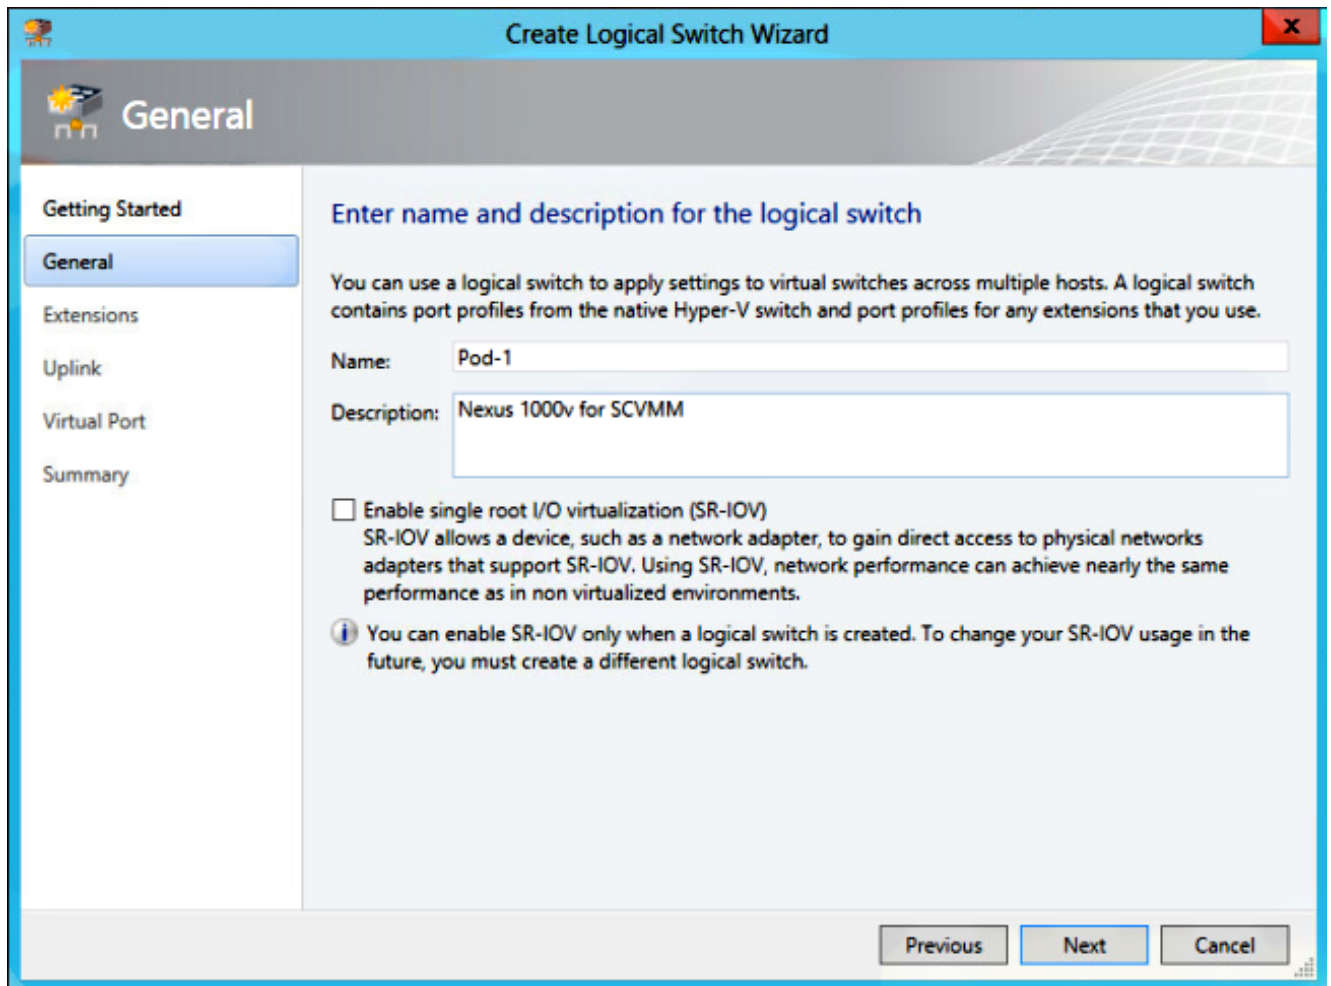 Create Logical Switch Wizard
x
General
Getting Started
General
Extensions
Uplink
Virtual Port
Summary
Enter name and description for the logical switch
You can use a logical switch to apply settings to virtual switches across multiple hosts. A logical switch
contains port profiles from the native Hyper-V switch and port profiles for any extensions that you use.
Name: Pod-1
Description: Nexus 1000v for SCVMM
Enable single root I/O virtualization (SR-IOV)
SR-IOV allows a device, such as a network adapter, to gain direct access to physical networks
adapters that support SR-IOV. Using SR-IOV, network performance can achieve nearly the same
performance as in non virtualized environments.
You can enable SR-IOV only when a logical switch is created. To change your SR-IOV usage in the
future, you must create a different logical switch.
Previous Next Cancel